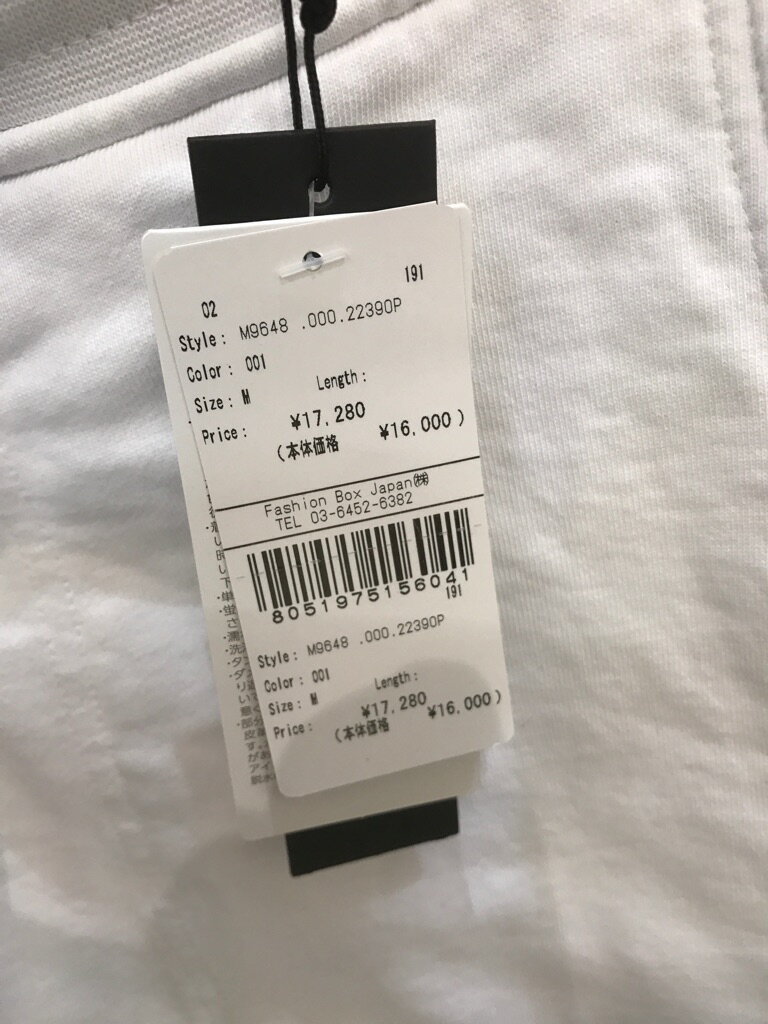 02 191
Style: M9648 .000.22390P
Color: 001
Size: M Length:
Price: ¥17,280
(本体価格 ¥16,000)
Fashion Box Japan㈱
TEL 03-6452-6382
8051975156041
191
Style: M9648 .000.22390P
Color: 001
Size: M Length:
Price: ¥17,280
(本体価格 ¥16,000)